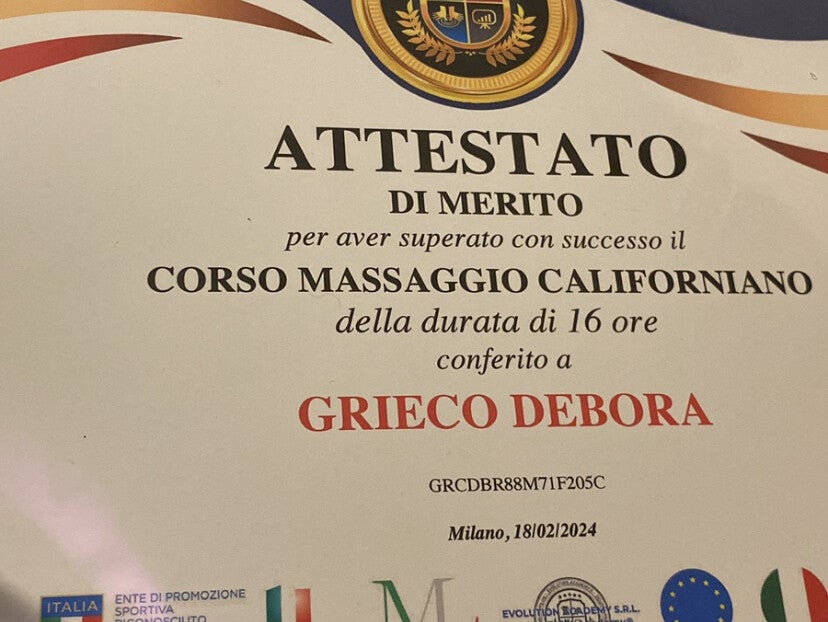 ATTESTATO
DI MERITO
per aver superato con successo il
CORSO MASSAGGIO CALIFORNIANO
della durata di 16 ore
conferito a
GRIECO DEBORA
GRCDBR88M71F205C
Milano, 18/02/2024
ITALIA
ENTE DI PROMOZIONE
SPORTIVA
RICONOSCIUTO
M
EVOLUTION ACADEMY S.R.L.